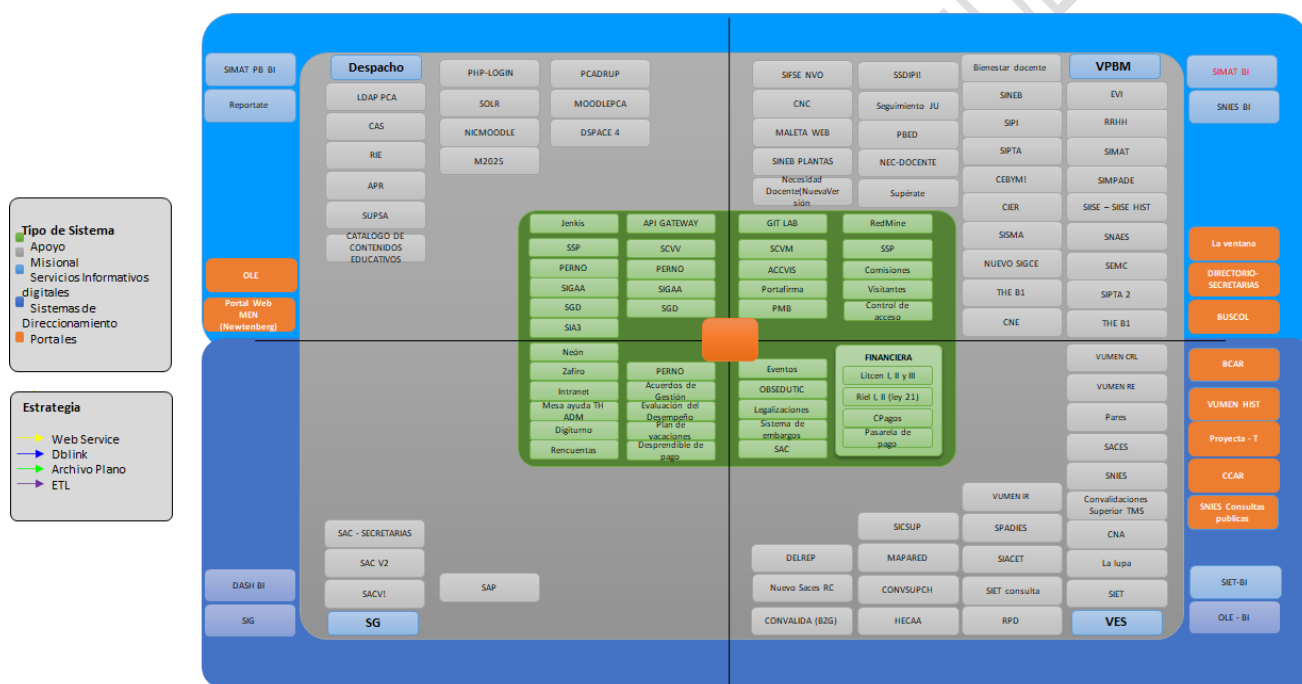 Tipo de Sistema
Apoyo
Misional
Servicios Informativos
digitales
Sistemas de
Direccionamiento
Portales
Estrategia
Web Service
Dblink
Archivo Plano
ETL
SIMAT PB BI
Reportate
OLE
Portal Web
MEN
(Newtenberg)
DASH BI
SIG
Despacho
LDAP PCA
CAS
RIE
APR
SUPSA
CATALOGO DE
CONTENIDOS
EDUCATIVOS
PHP-LOGIN
SOLR
NICMOODLE
M2025
PCADRUP
MOODLEPCA
DSPACE 4
SIFSE NVO
CNC
MALETA WEB
SINEB PLANTAS
Necesidad
Docente(NuevaVer
sión
SSDIPI!
Seguimiento JU
PBED
NEC-DOCENTE
Supérate
Bienestar docente
SINEB
SIPI
SIPTA
CEBYM!
CIER
SISMA
NUEVO SIGCE
THE B1
CNE
VPBM
EVI
RRHH
SIMAT
SIMPADE
SIISE – SIISE HIST
SNAES
SEMC
SIPTA 2
THE B1
SIMAT BI
SNIES BI
La ventana
DIRECTORIO-
SECRETARIAS
BUSCOL
Jenkis
SSP
PERNO
SIGAA
SGD
SIA3
API GATEWAY
SCVV
PERNO
SIGAA
SGD
GIT LAB
SCVM
ACCVIS
Portafirma
PMB
RedMine
SSP
Comisiones
Visitantes
Control de
acceso
Neón
Zafiro
Intranet
Mesa ayuda TH
ADM
Digiturno
Rencuentas
PERNO
Acuerdos de
Gestión
Evaluación del
Desempeño
Plan de
vacaciones
Desprendible de
pago
Eventos
OBSEDUTIC
Legalizaciones
Sistema de
embargos
SAC
FINANCIERA
Litcen I, II y III
Riel I, II (ley 21)
CPagos
Pasarela de
pago
SAC - SECRETARIAS
SAC V2
SACV!
SG
SAP
DELREP
Nuevo Saces RC
CONVALIDA (BZG)
SICSUP
MAPARED
CONVSUPCH
HECAA
VUMEN IR
SPADIES
SIACET
SIET consulta
RPD
VUMEN CRL
VUMEN RE
Pares
SACES
SNIES
Convalidaciones
Superior TMS
CNA
La lupa
SIET
VES
BCAR
VUMEN HIST
Proyecta - T
CCAR
SNIES Consultas
publicas
SIET-BI
OLE - BI